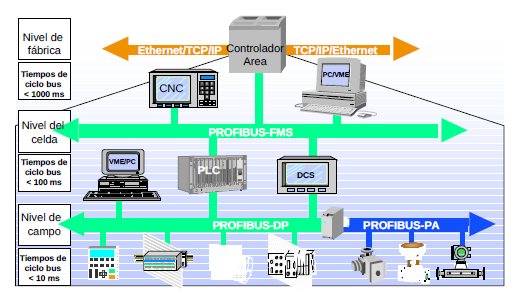 Nivel de
fábrica
Ethernet/TCP/IP
Controlador
Area
TCP/IP/Ethernet
Tiempos de
ciclo bus
< 1000 ms
CNC
PC/VME
Nivel del
celda
PROFIBUS-FMS
Tiempos de
ciclo bus
< 100 ms
VME/PC
PLC
DCS
Nivel de
campo
PROFIBUS-DP
PROFIBUS-PA
Tiempos de
ciclo bus
< 10 ms